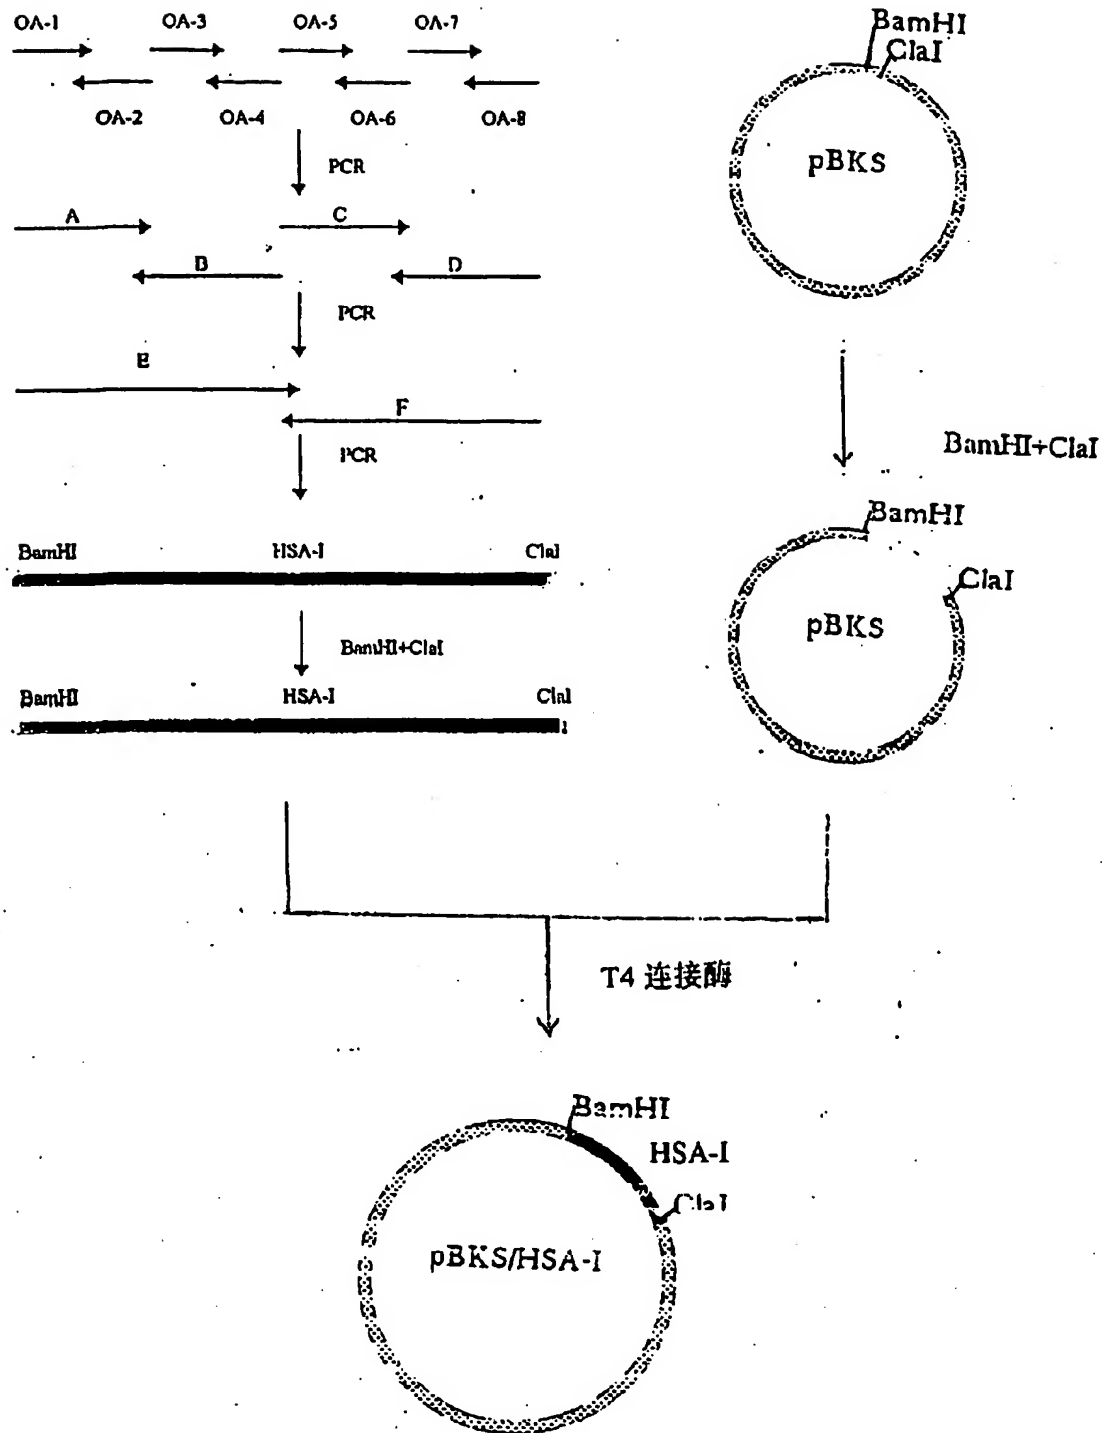 OA-1 OA-3 OA-5 OA-7
OA-2 OA-4 OA-6 OA-8
PCR
A C
B D
PCR
E
F
PCR
BamHI HSA-I ClaI
BamHI+ClaI
BamHI HSA-I ClaI
BamHI
ClaI
pBKS
BamHI+ClaI
BamHI
ClaI
pBKS
T4 连接酶
BamHI
HSA-I
ClaI
pBKS/HSA-I